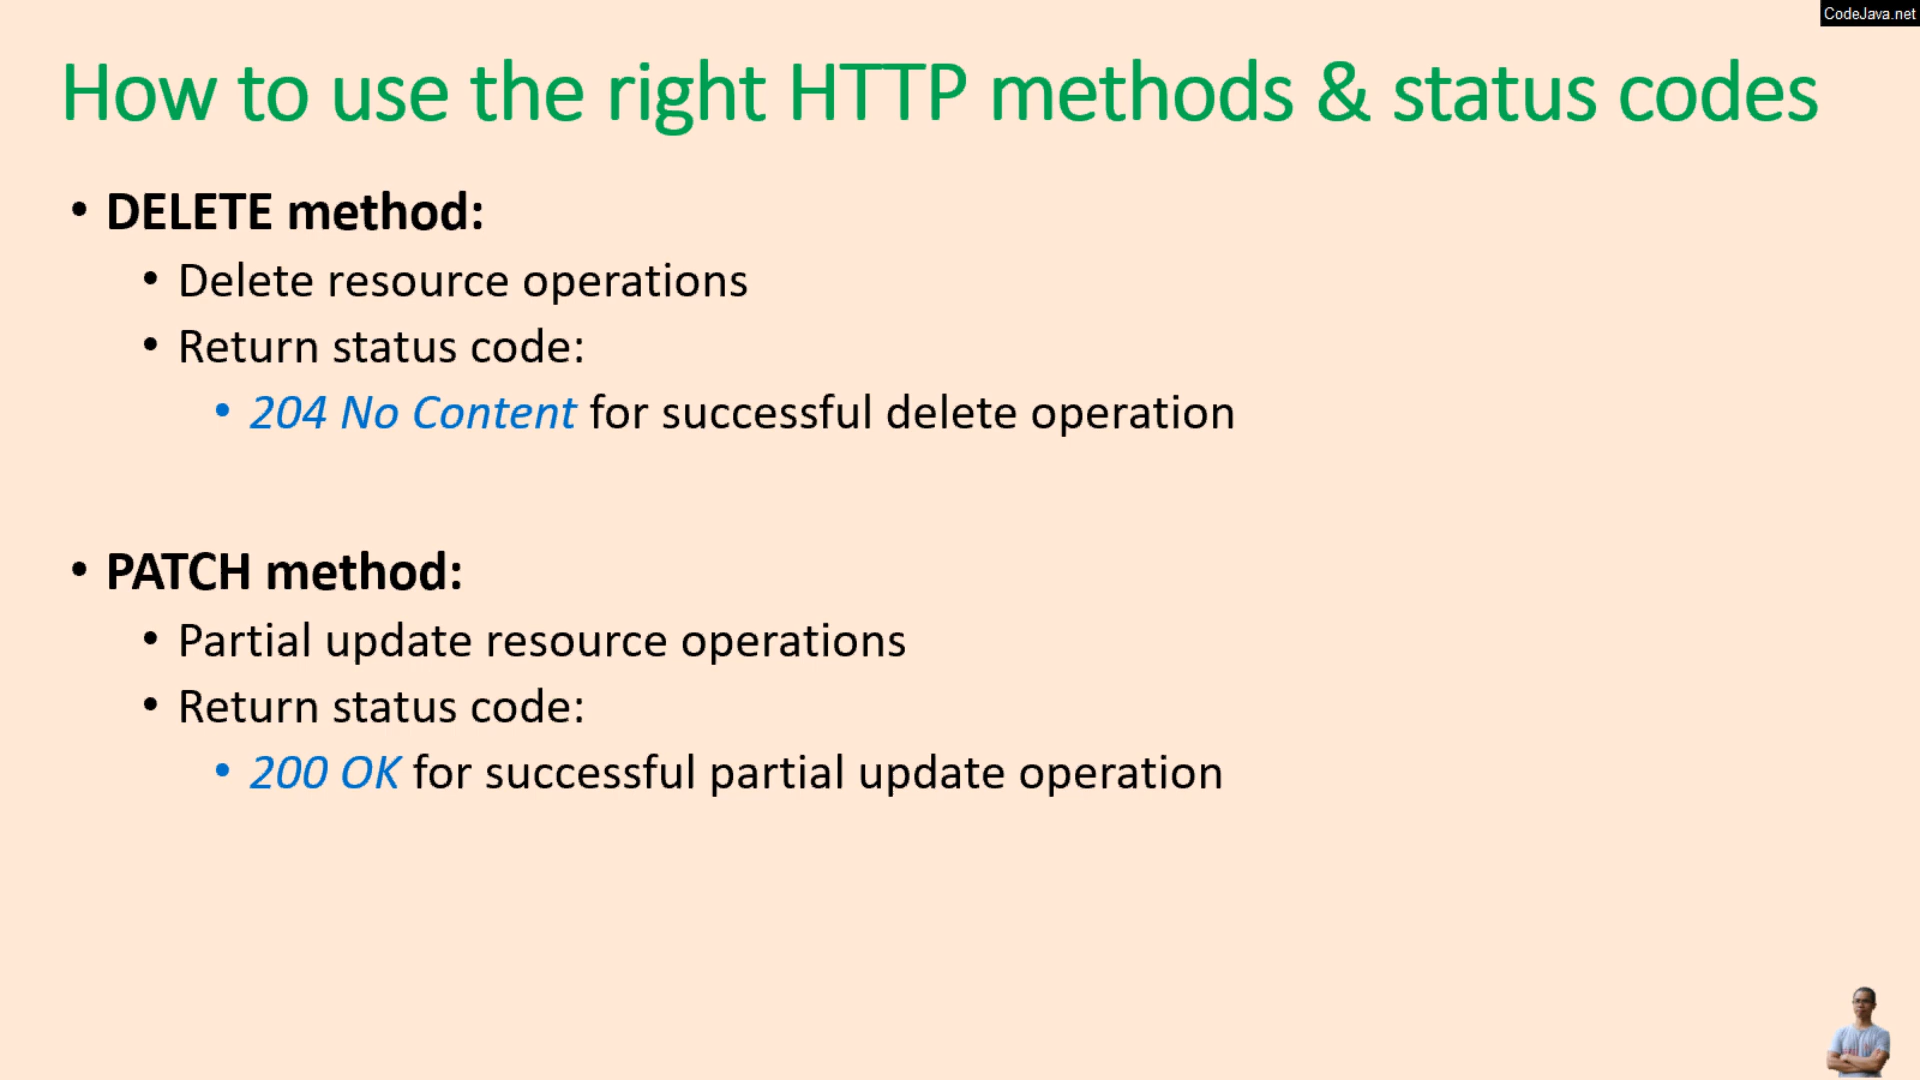 CodeJava.net
How to use the right HTTP methods & status codes
• DELETE method:
• Delete resource operations
• Return status code:
• 204 No Content for successful delete operation
• PATCH method:
• Partial update resource operations
• Return status code:
• 200 OK for successful partial update operation